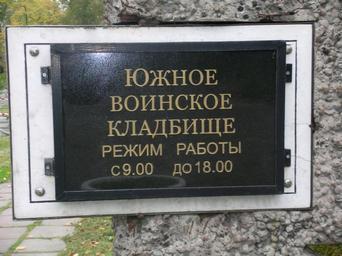 ЮЖНОЕ
ВОИНСКОЕ
КЛАДБИЩЕ
РЕЖИМ РАБОТЫ
С 9.00 ДО 18.00